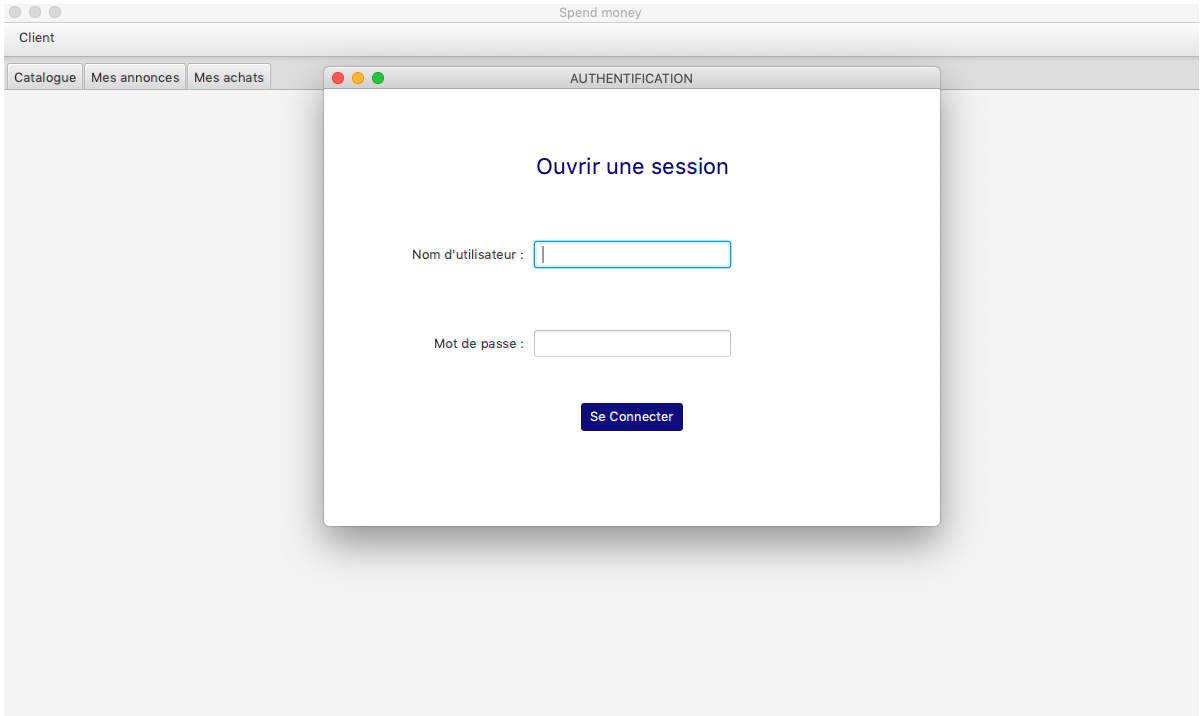 Spend money
Client
Catalogue Mes annonces Mes achats
AUTHENTIFICATION
Ouvrir une session
Nom d'utilisateur :
Mot de passe :
Se Connecter